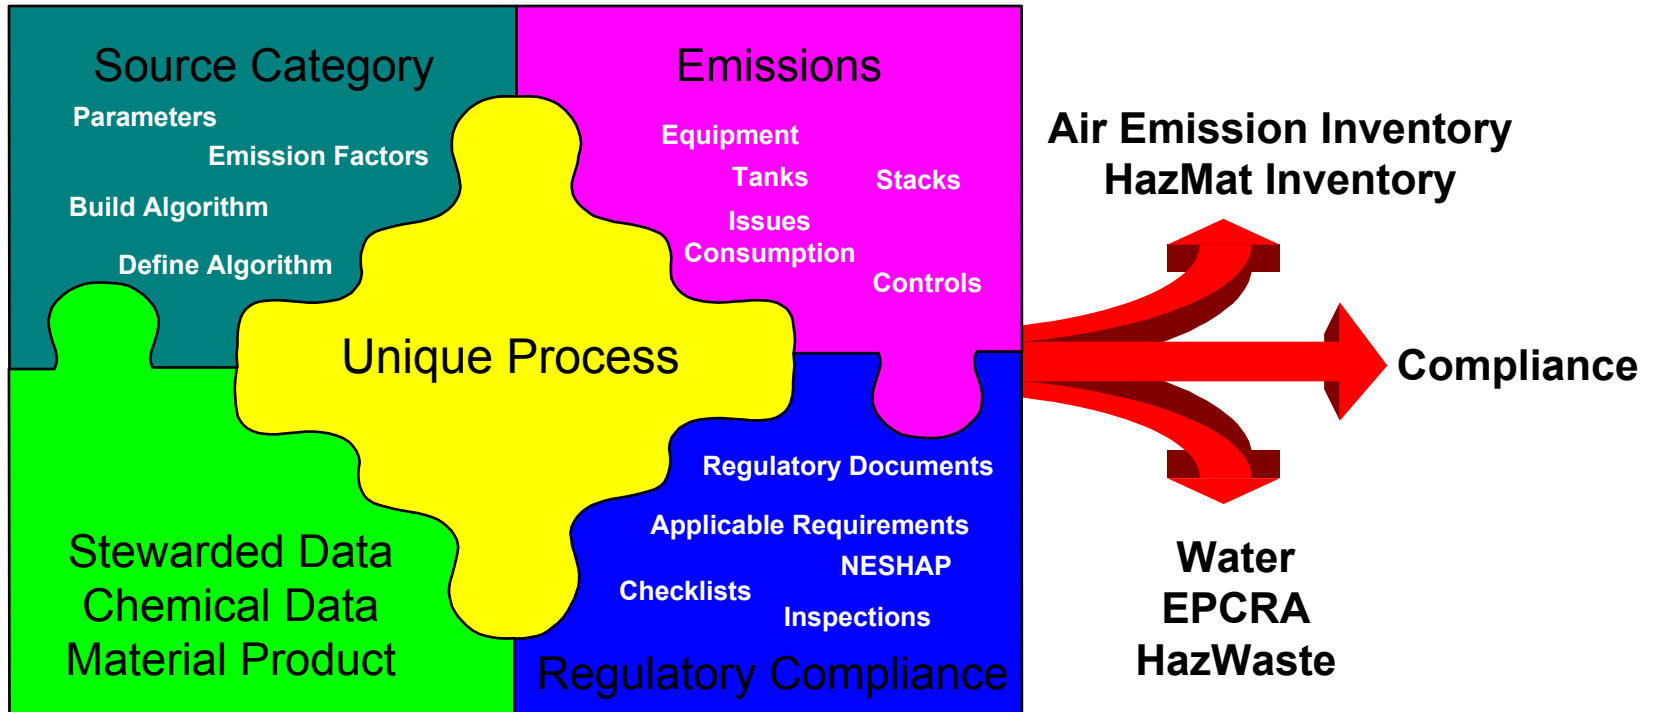 Source Category
Parameters
Emission Factors
Build Algorithm
Define Algorithm
Emissions
Equipment
Tanks
Stacks
Issues
Consumption
Controls
Unique Process
Stewarded Data
Chemical Data
Material Product
Regulatory Documents
Applicable Requirements
NESHAP
Checklists
Inspections
Regulatory Compliance
Air Emission Inventory
HazMat Inventory
Compliance
Water
EPCRA
HazWaste